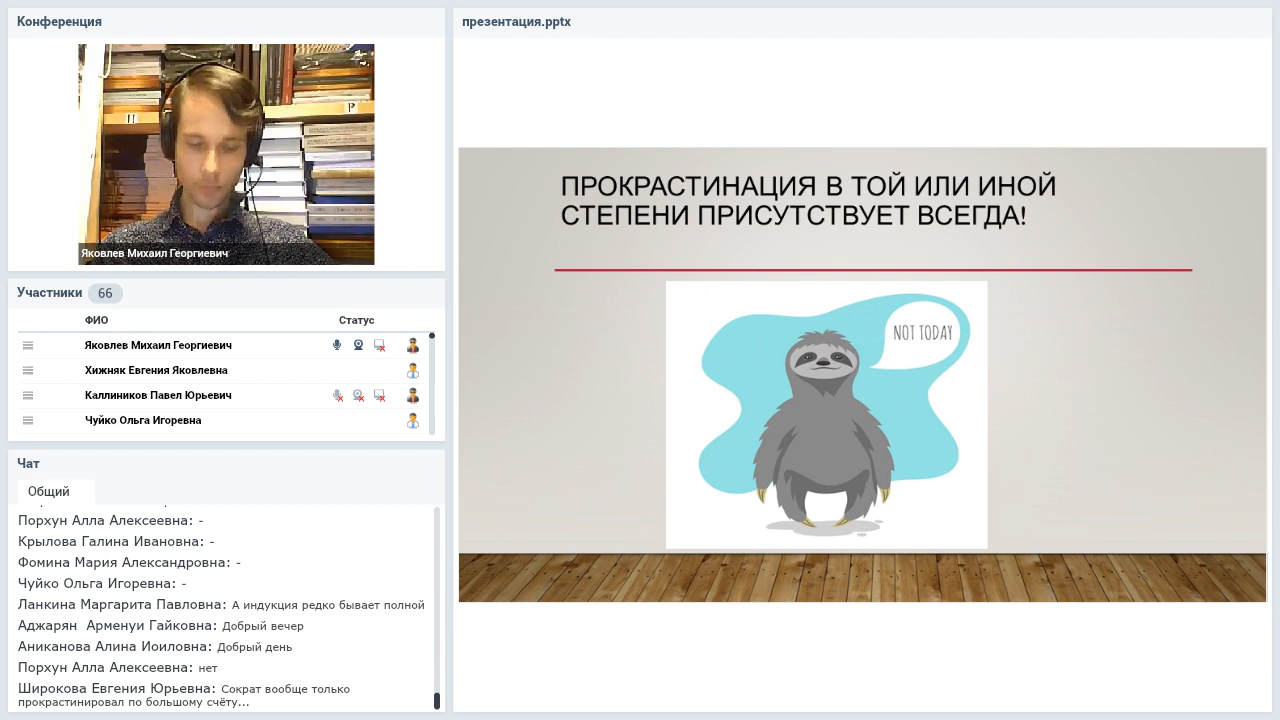 Конференция
И
Р
Яковлев Михаил Георгиевич
Участники 66
ФИО Статус
Яковлев Михаил Георгиевич
Хижняк Евгения Яковлевна
Каллиников Павел Юрьевич
Чуйко Ольга Игоревна
Чат
Общий
Порхун Алла Алексеевна: -
Крылова Галина Ивановна: -
Фомина Мария Александровна: -
Чуйко Ольга Игоревна: -
Ланкина Маргарита Павловна: А индукция редко бывает полной
Аджарян Арменуи Гайковна: Добрый вечер
Аниканова Алина Иоиловна: Добрый день
Порхун Алла Алексеевна: нет
Широкова Евгения Юрьевна: Сократ вообще только
прокрастинировал по большому счёту...
презентация.pptx
ПРОКРАСТИНАЦИЯ В ТОЙ ИЛИ ИНОЙ
СТЕПЕНИ ПРИСУТСТВУЕТ ВСЕГДА!
NOT TODAY